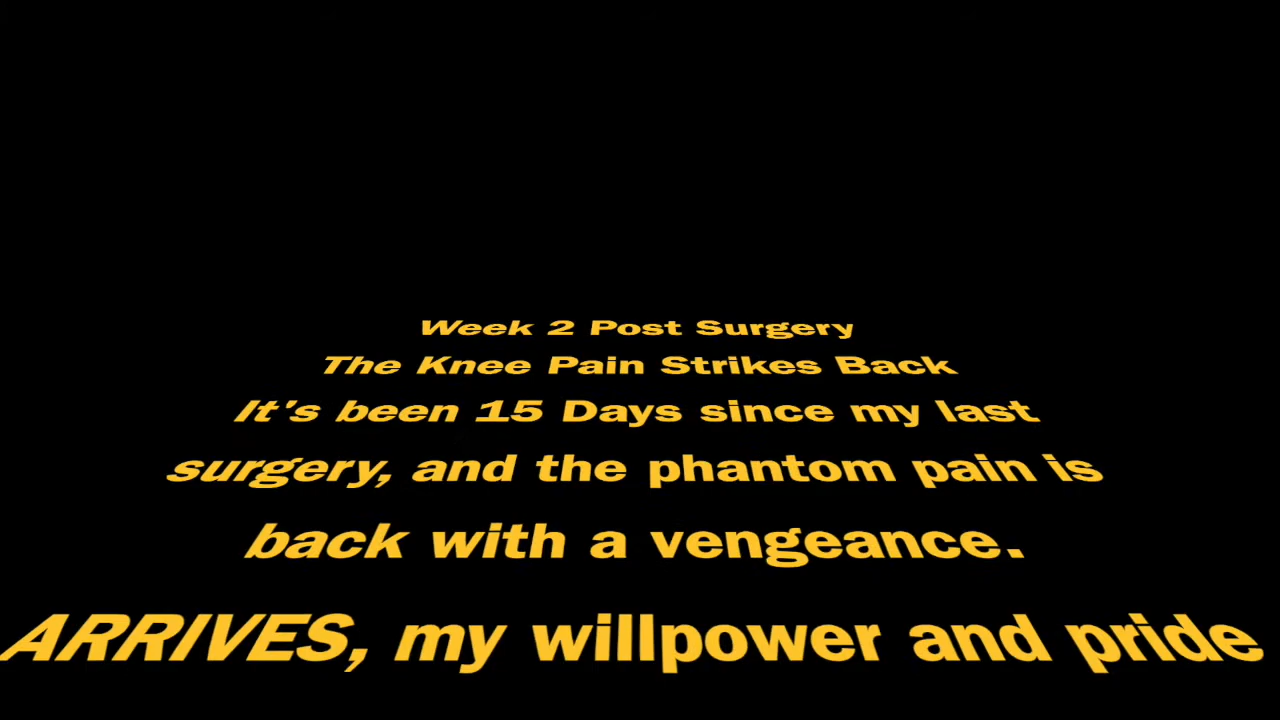 Week 2 Post Surgery
The Knee Pain Strikes Back
It's been 15 Days since my last
surgery, and the phantom pain is
back with a vengeance.
ARRIVES, my willpower and pride